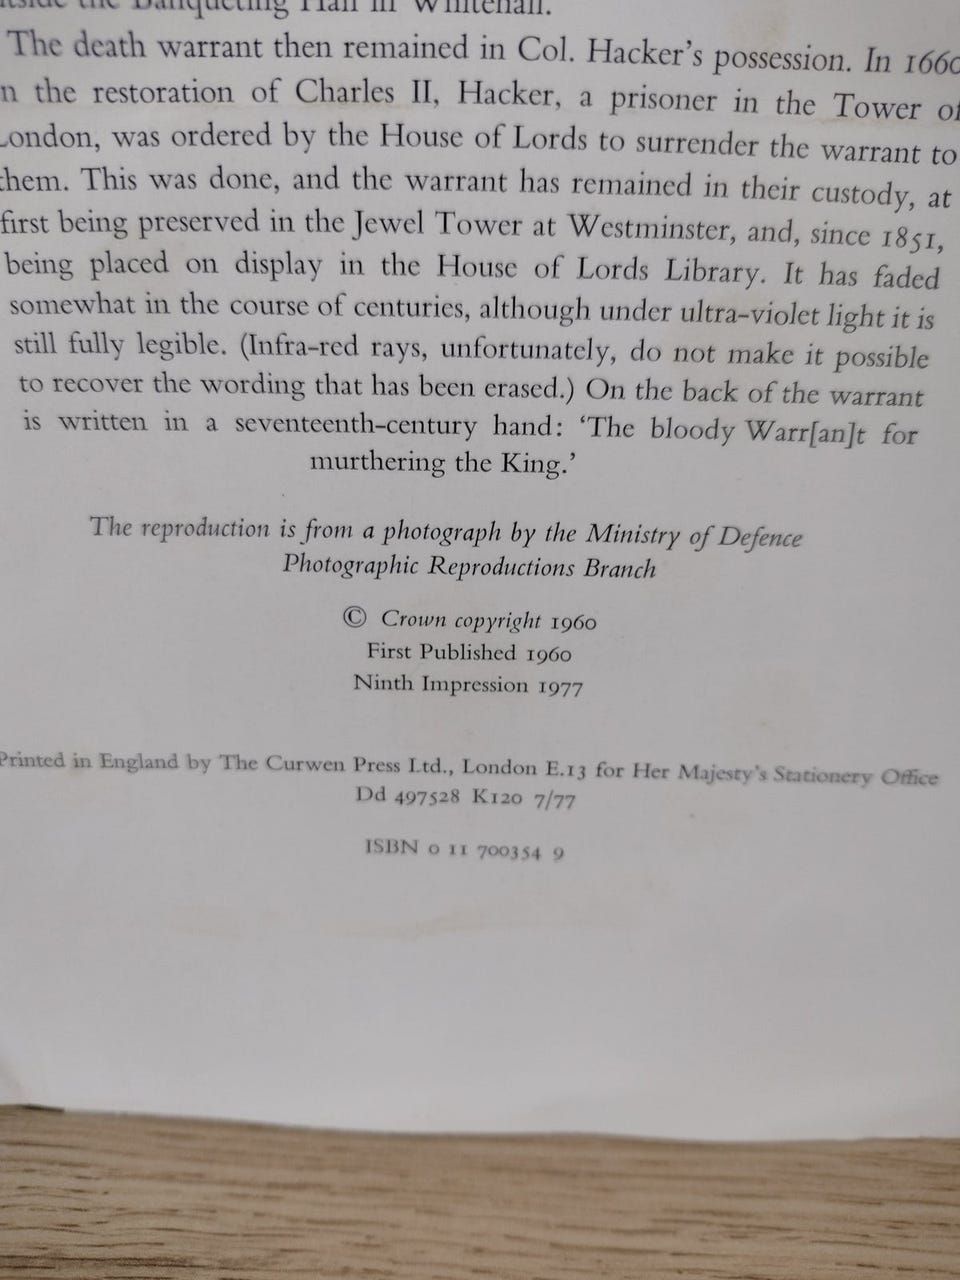 the Banqueting Hall in Whitehall.
The death warrant then remained in Col. Hacker's possession. In 1660
n the restoration of Charles II, Hacker, a prisoner in the Tower of
London, was ordered by the House of Lords to surrender the warrant to
them. This was done, and the warrant has remained in their custody, at
first being preserved in the Jewel Tower at Westminster, and, since 1851,
being placed on display in the House of Lords Library. It has faded
somewhat in the course of centuries, although under ultra-violet light it is
still fully legible. (Infra-red rays, unfortunately, do not make it possible
to recover the wording that has been erased.) On the back of the warrant
is written in a seventeenth-century hand: ‘The bloody Warr[an]t for
murthering the King.’
The reproduction is from a photograph by the Ministry of Defence
Photographic Reproductions Branch
© Crown copyright 1960
First Published 1960
Ninth Impression 1977
Printed in England by The Curwen Press Ltd., London E.13 for Her Majesty's Stationery Office
Dd 497528 K120 7/77
ISBN 0 11 700354 9